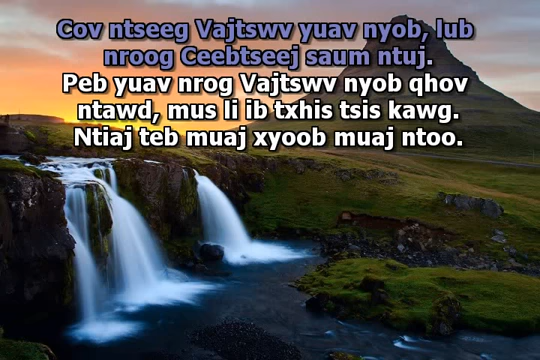 Cov ntseeg Vajtswv yuav nyob, lub
nroog Ceebtseej saum ntuj.
Peb yuav nrog Vajtswv nyob qhov
ntawd, mus li ib txhis tsis kawg.
Ntiaj teb muaj xyoob muaj ntoo.